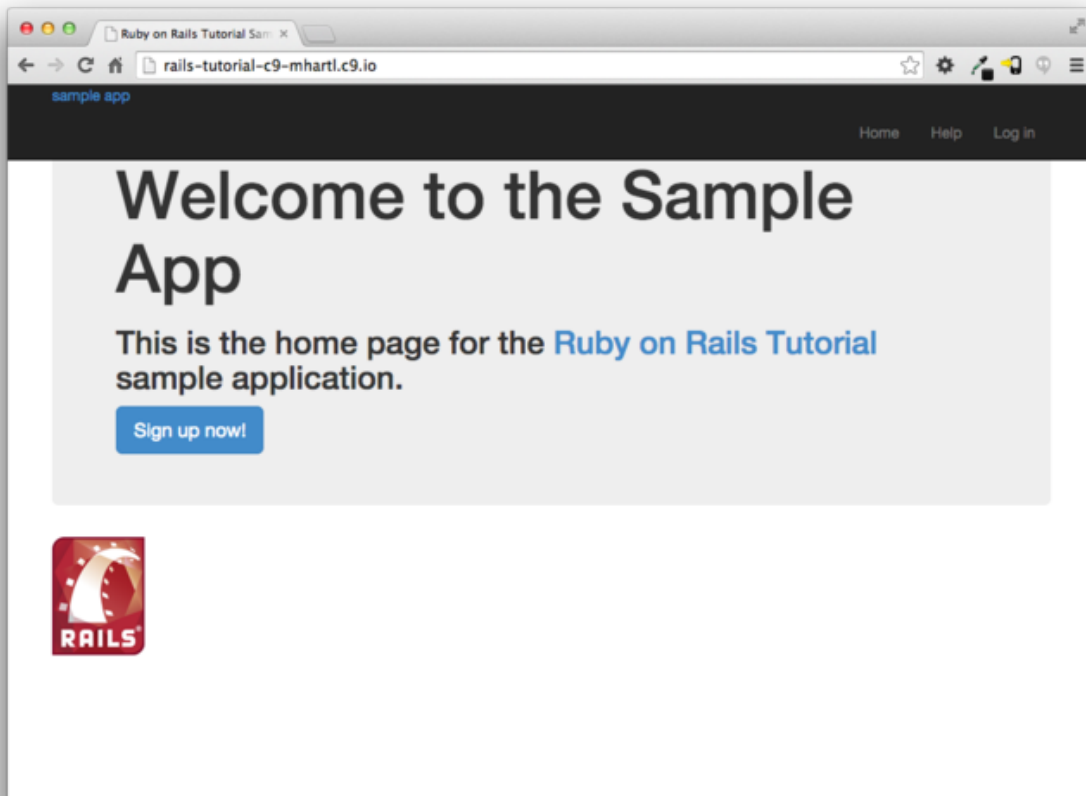 Ruby on Rails Tutorial Sam
rails-tutorial-c9-mhartl.c9.io
sample app
Home Help Log in
Welcome to the Sample
App
This is the home page for the Ruby on Rails Tutorial
sample application.
Sign up now!
RAILS